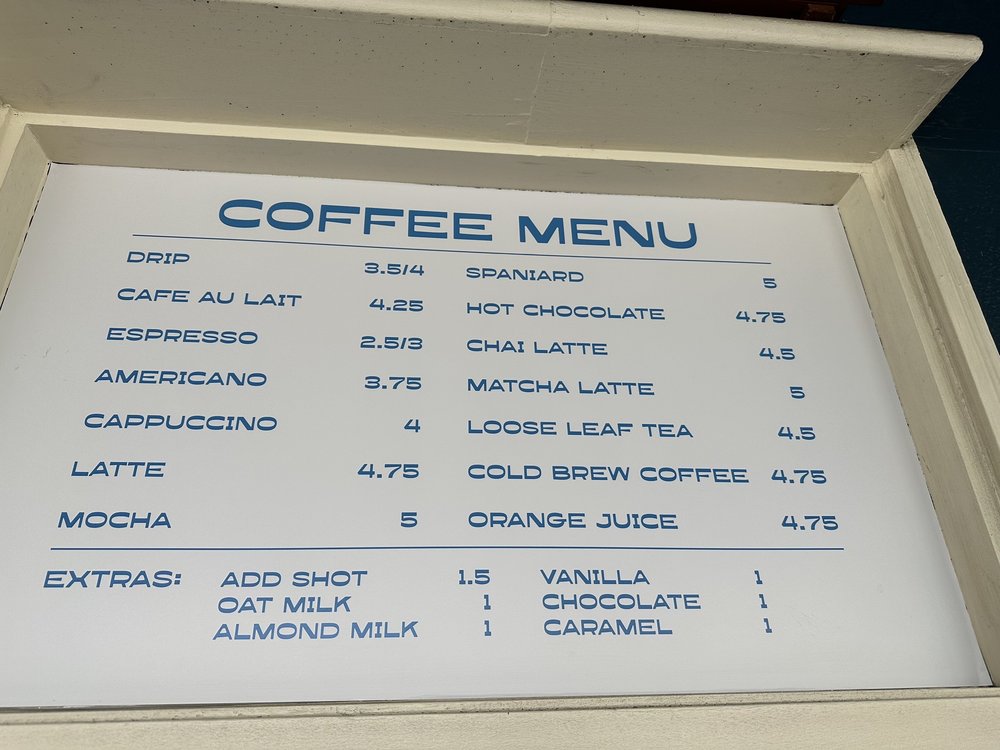 COFFEE MENU
DRIP 3.5/4
CAFE AU LAIT 4.25
ESPRESSO 2.5/3
AMERICANO 3.75
CAPPUCCINO 4
LATTE 4.75
MOCHA 5
SPANIARD 5
HOT CHOCOLATE 4.75
CHAI LATTE 4.5
MATCHA LATTE 5
LOOSE LEAF TEA 4.5
COLD BREW COFFEE 4.75
ORANGE JUICE 4.75
EXTRAS: ADD SHOT 1.5
OAT MILK 1
ALMOND MILK 1
VANILLA 1
CHOCOLATE 1
CARAMEL 1